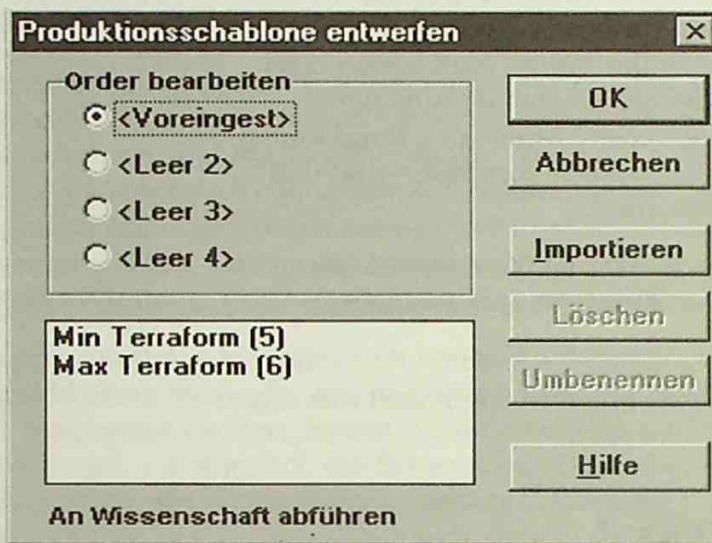 Produktionsschablone entwerfen
Order bearbeiten
<Voreingest>
<Leer 2>
<Leer 3>
<Leer 4>
Min Terraform (5)
Max Terraform (6)
An Wissenschaft abführen
OK
Abbrechen
Importieren
Löschen
Umbenennen
Hilfe